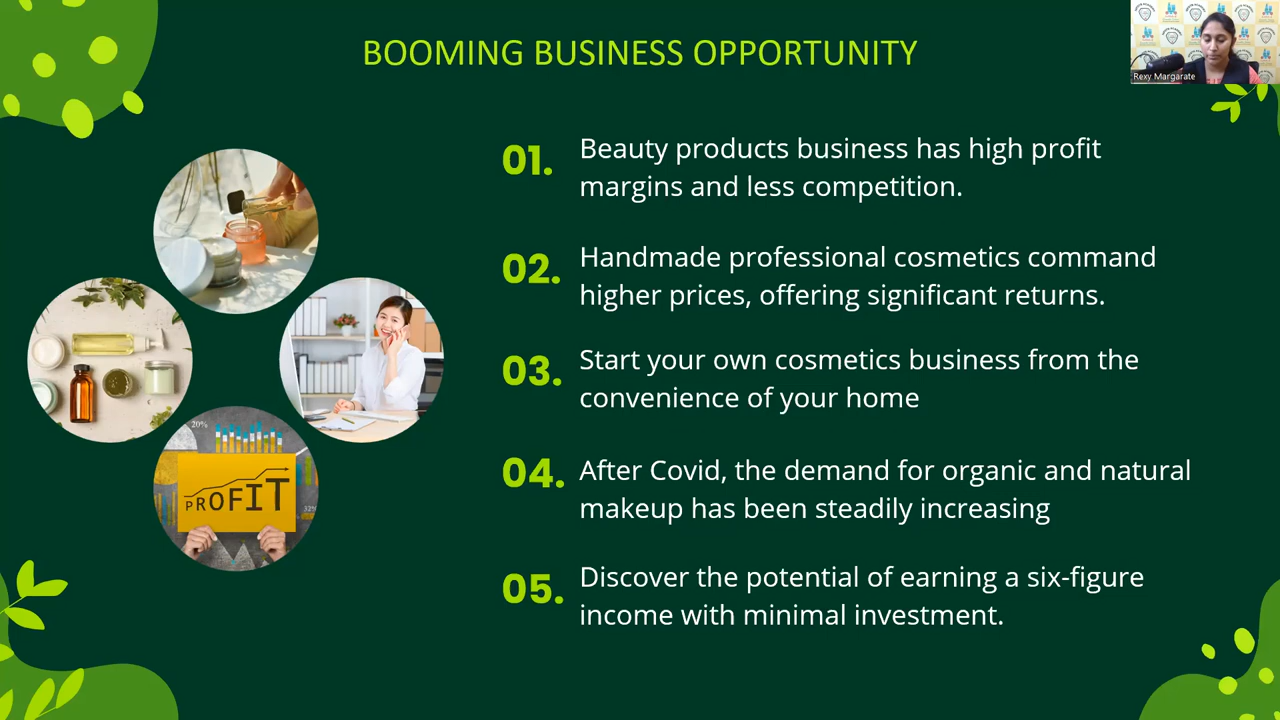 BOOMING BUSINESS OPPORTUNITY
Rexy Margarate
01.
Beauty products business has high profit
margins and less competition.
02.
Handmade professional cosmetics command
higher prices, offering significant returns.
03.
Start your own cosmetics business from the
convenience of your home
04.
After Covid, the demand for organic and natural
makeup has been steadily increasing
05.
Discover the potential of earning a six-figure
income with minimal investment.
20%
PROFIT
32%